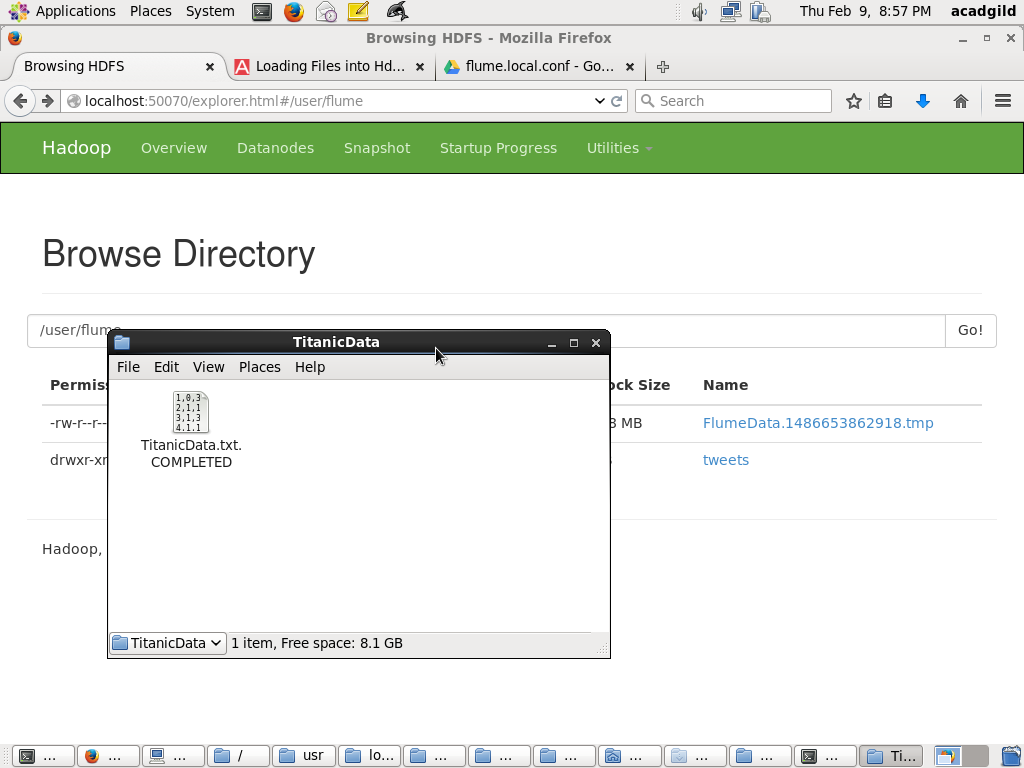 Applications Places System Thu Feb 9, 8:57 PM acadgild
Browsing HDFS - Mozilla Firefox
Browsing HDFS Loading Files into Hd... flume.local.conf - Go...
localhost:50070/explorer.html#/user/flume Search
Hadoop Overview Datanodes Snapshot Startup Progress Utilities
Browse Directory
/user/flume Go!
TitanicData
File Edit View Places Help
Permiss ock Size Name
-rw-r--r-- 8 MB FlumeData.1486653862918.tmp
drwxr-xr tweets
1,0,3
2,1,1
3,1,3
4,1,1
TitanicData.txt.
COMPLETED
Hadoop,
TitanicData 1 item, Free space: 8.1 GB
... ... ... / usr lo... ... ... ... ... ... ... ... Ti...